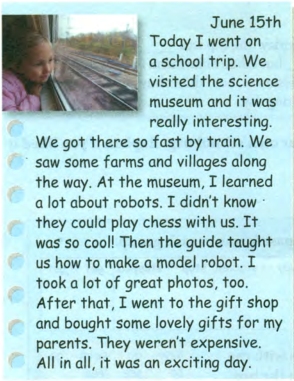 June 15th
Today I went on
a school trip. We
visited the science
museum and it was
really interesting.
We got there so fast by train. We
saw some farms and villages along
the way. At the museum, I learned
a lot about robots. I didn't know
they could play chess with us. It
was so cool! Then the guide taught
us how to make a model robot. I
took a lot of great photos, too.
After that, I went to the gift shop
and bought some lovely gifts for my
parents. They weren't expensive.
All in all, it was an exciting day.